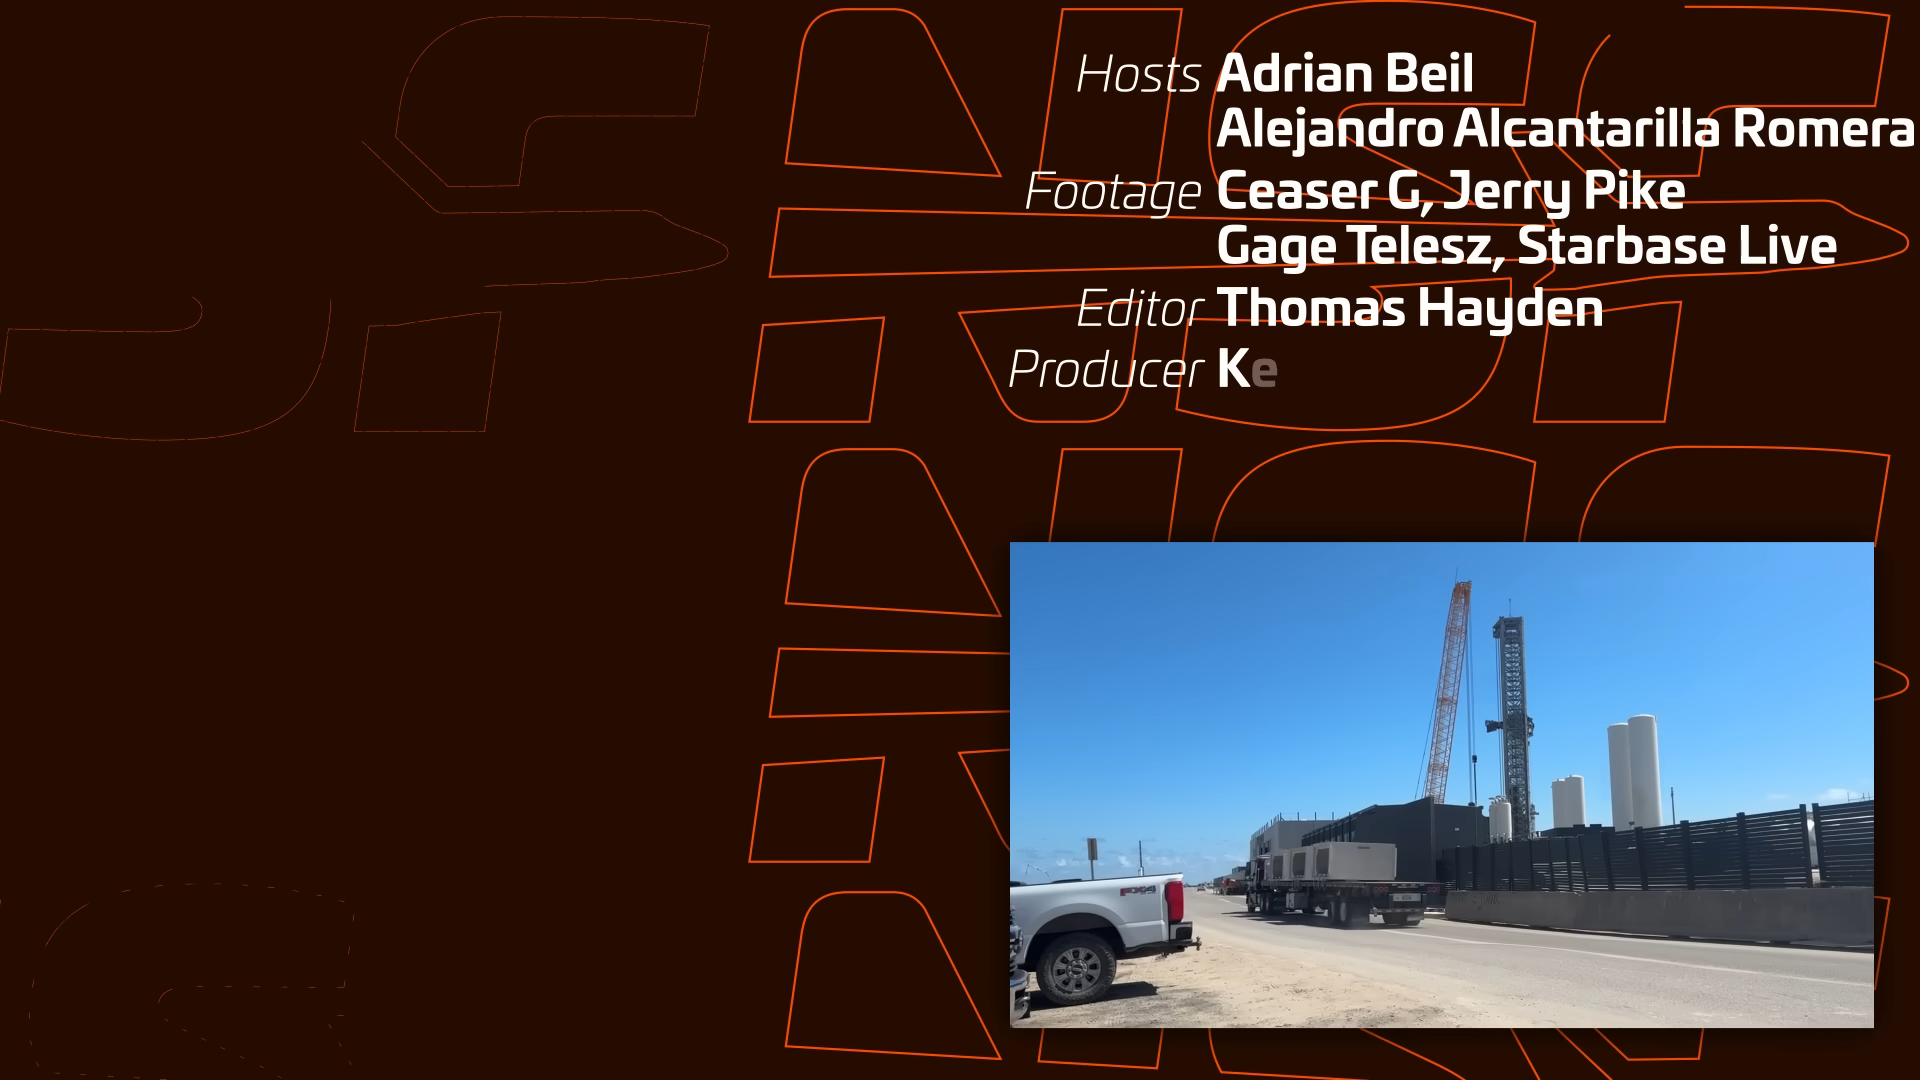 Hosts Adrian Beil
Alejandro Alcantarilla Romera
Footage Ceaser G, Jerry Pike
Gage Telesz, Starbase Live
Editor Thomas Hayden
Producer Ke
FX4